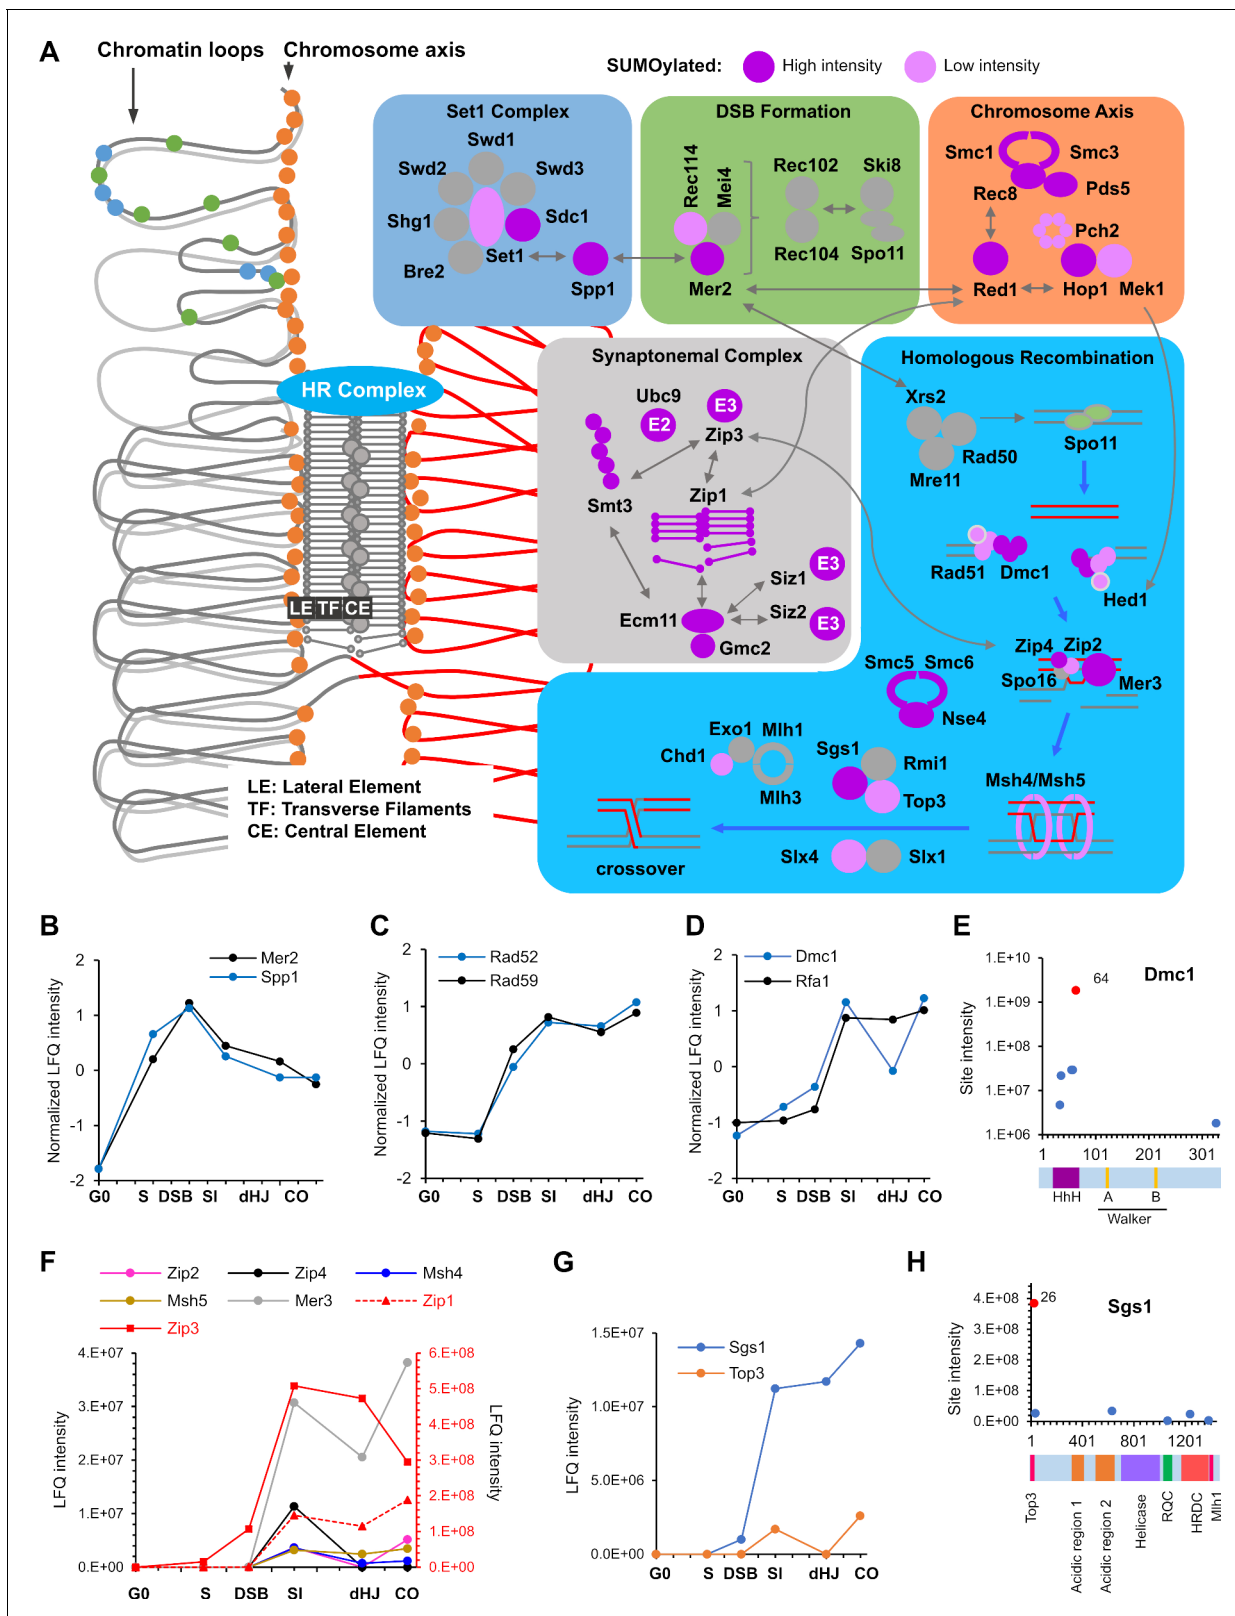 A
Chromatin loops
Chromosome axis
SUMOylated:
High intensity
Low intensity
Set1 Complex
Swd1
Swd2
Swd3
Shg1
Sdc1
Bre2
Set1
Spp1
DSB Formation
Rec114
Mei4
Mer2
Rec102
Rec104
Ski8
Spo11
Chromosome Axis
Smc1
Smc3
Rec8
Pds5
Pch2
Red1
Hop1
Mek1
HR Complex
LE TF CE
LE: Lateral Element
TF: Transverse Filaments
CE: Central Element
Synaptonemal Complex
Ubc9
E2
E3
Zip3
Smt3
Zip1
Siz1
E3
Siz2
E3
Ecm11
Gmc2
Homologous Recombination
Xrs2
Rad50
Mre11
Spo11
Rad51
Dmc1
Hed1
Zip4
Zip2
Spo16
Mer3
Smc5
Smc6
Nse4
Exo1
Mlh1
Chd1
Mlh3
Sgs1
Rmi1
Top3
Msh4/Msh5
Slx4
Slx1
crossover
B
Mer2
Spp1
Normalized LFQ intensity
2
1
0
-1
-2
G0 S DSB SI dHJ CO
C
Rad52
Rad59
Normalized LFQ intensity
2
1
0
-1
-2
G0 S DSB SI dHJ CO
D
Dmc1
Rfa1
Normalized LFQ intensity
2
1
0
-1
-2
G0 S DSB SI dHJ CO
E
Dmc1
64
Site intensity
1.E+10
1.E+09
1.E+08
1.E+07
1.E+06
1 101 201 301
HhH A B
Walker
F
Zip2
Zip4
Msh4
Msh5
Mer3
Zip1
Zip3
LFQ intensity
4.E+07
3.E+07
2.E+07
1.E+07
0.E+00
6.E+08
5.E+08
4.E+08
3.E+08
2.E+08
1.E+08
0.E+00
LFQ intensity
G0 S DSB SI dHJ CO
G
Sgs1
Top3
LFQ intensity
1.5E+07
1.0E+07
5.0E+06
0.0E+00
G0 S DSB SI dHJ CO
H
Sgs1
26
Site intensity
4.E+08
3.E+08
2.E+08
1.E+08
0.E+00
1 401 801 1201
Top3
Acidic region 1
Acidic region 2
Helicase
RQC
HRDC
Mlh1